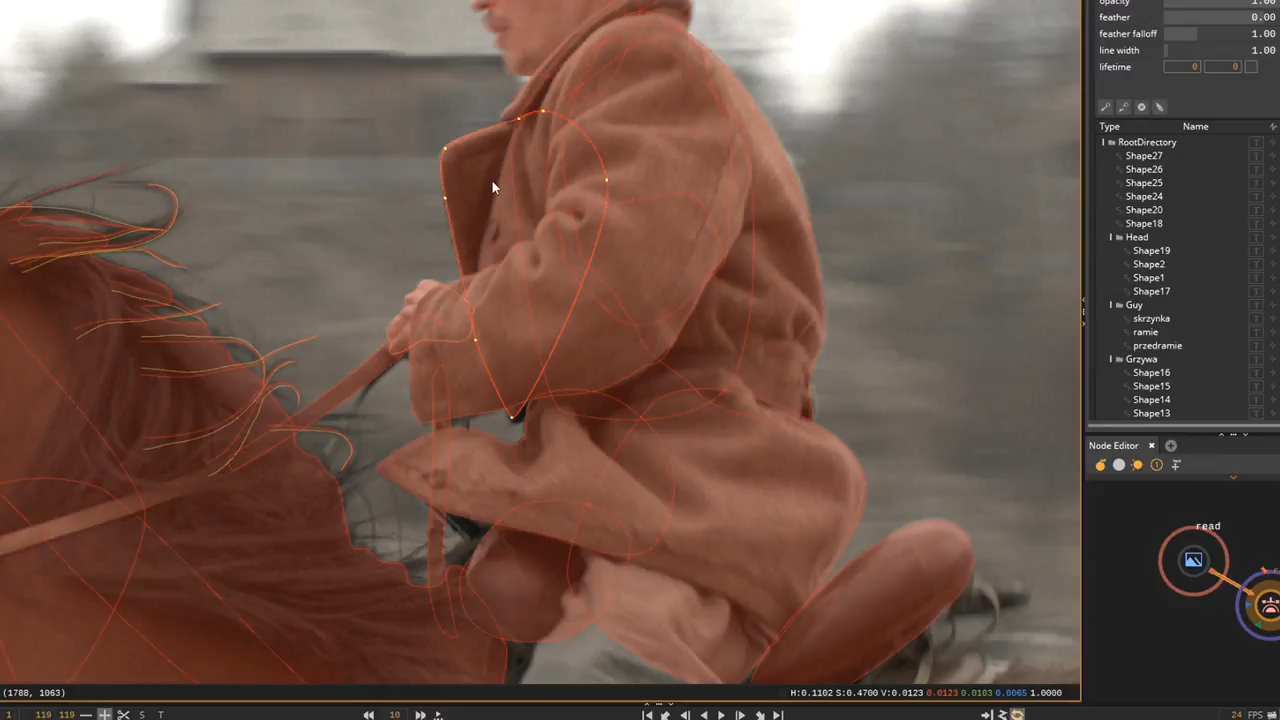 opacity 1.00
feather 0.00
feather falloff 1.00
line width 1.00
lifetime 0 0
Type Name
RootDirectory
Shape27
Shape26
Shape25
Shape24
Shape20
Shape18
Head
Shape19
Shape2
Shape1
Shape17
Guy
skrzynka
ramie
przedramie
Grzywa
Shape16
Shape15
Shape14
Shape13
Node Editor
read
(1788, 1063)
H:0.1102 S:0.4700 V:0.0123 0.0123 0.0103 0.0065 1.0000
1 119 119 S T 10 24 FPS